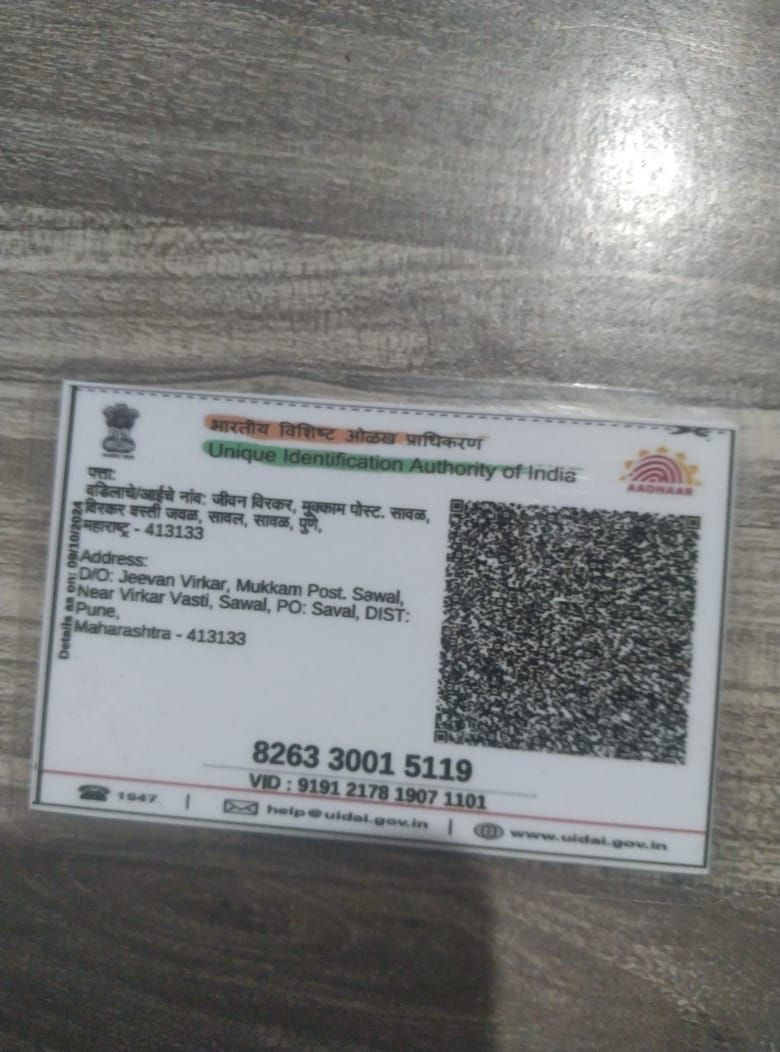 भारतीय विशिष्ट ओळख प्राधिकरण
Unique Identification Authority of India
AADHAAR
पत्ता:
वडिलाचे/आईचे नांव: जीवन विरकर, मुक्काम पोस्ट. सावळ,
विरकर वस्ती जवळ, सावल, सावळ, पुणे,
महाराष्ट्र - 413133
Address:
D/O: Jeevan Virkar, Mukkam Post. Sawal,
Near Virkar Vasti, Sawal, PO: Saval, DIST:
Pune,
Maharashtra - 413133
Details as on: 09/10/2024
8263 3001 5119
VID : 9191 2178 1907 1101
1947 | help@uidai.gov.in | www.uidai.gov.in